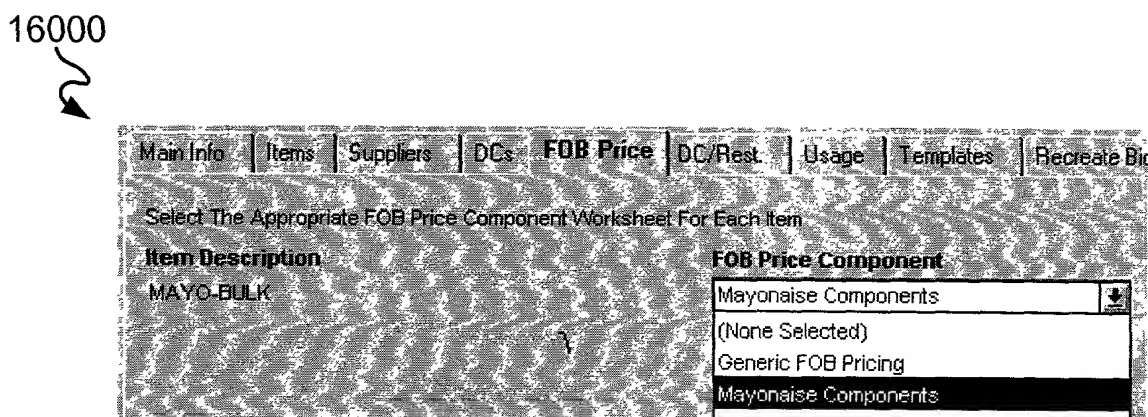 16000
Main Info Items Suppliers DCs FOB Price DC/Rest. Usage Templates Recreate Bid
Select The Appropriate FOB Price Component Worksheet For Each Item
Item Description FOB Price Component
MAYO-BULK Mayonaise Components
(None Selected)
Generic FOB Pricing
Mayonaise Components